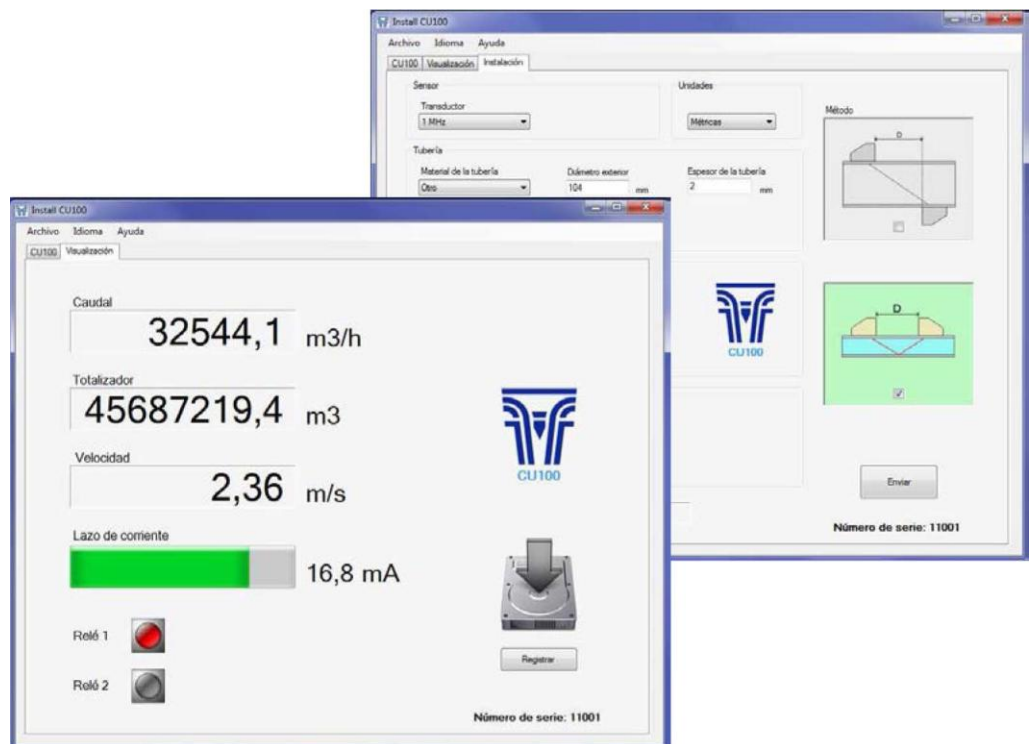 Install CU100
Archivo Idioma Ayuda
CU100 Visualización Instalación
Sensor
Transductor
1 MHz
Unidades
Métricas
Método
D
Tubería
Material de la tubería Diámetro exterior Espesor de la tubería
Otro 104 mm 2 mm
CU100
D
Enviar
Número de serie: 11001
Install CU100
Archivo Idioma Ayuda
CU100 Visualización
Caudal
32544,1 m3/h
Totalizador
45687219,4 m3
Velocidad
2,36 m/s
Lazo de corriente
16,8 mA
Relé 1
Relé 2
CU100
Registrar
Número de serie: 11001